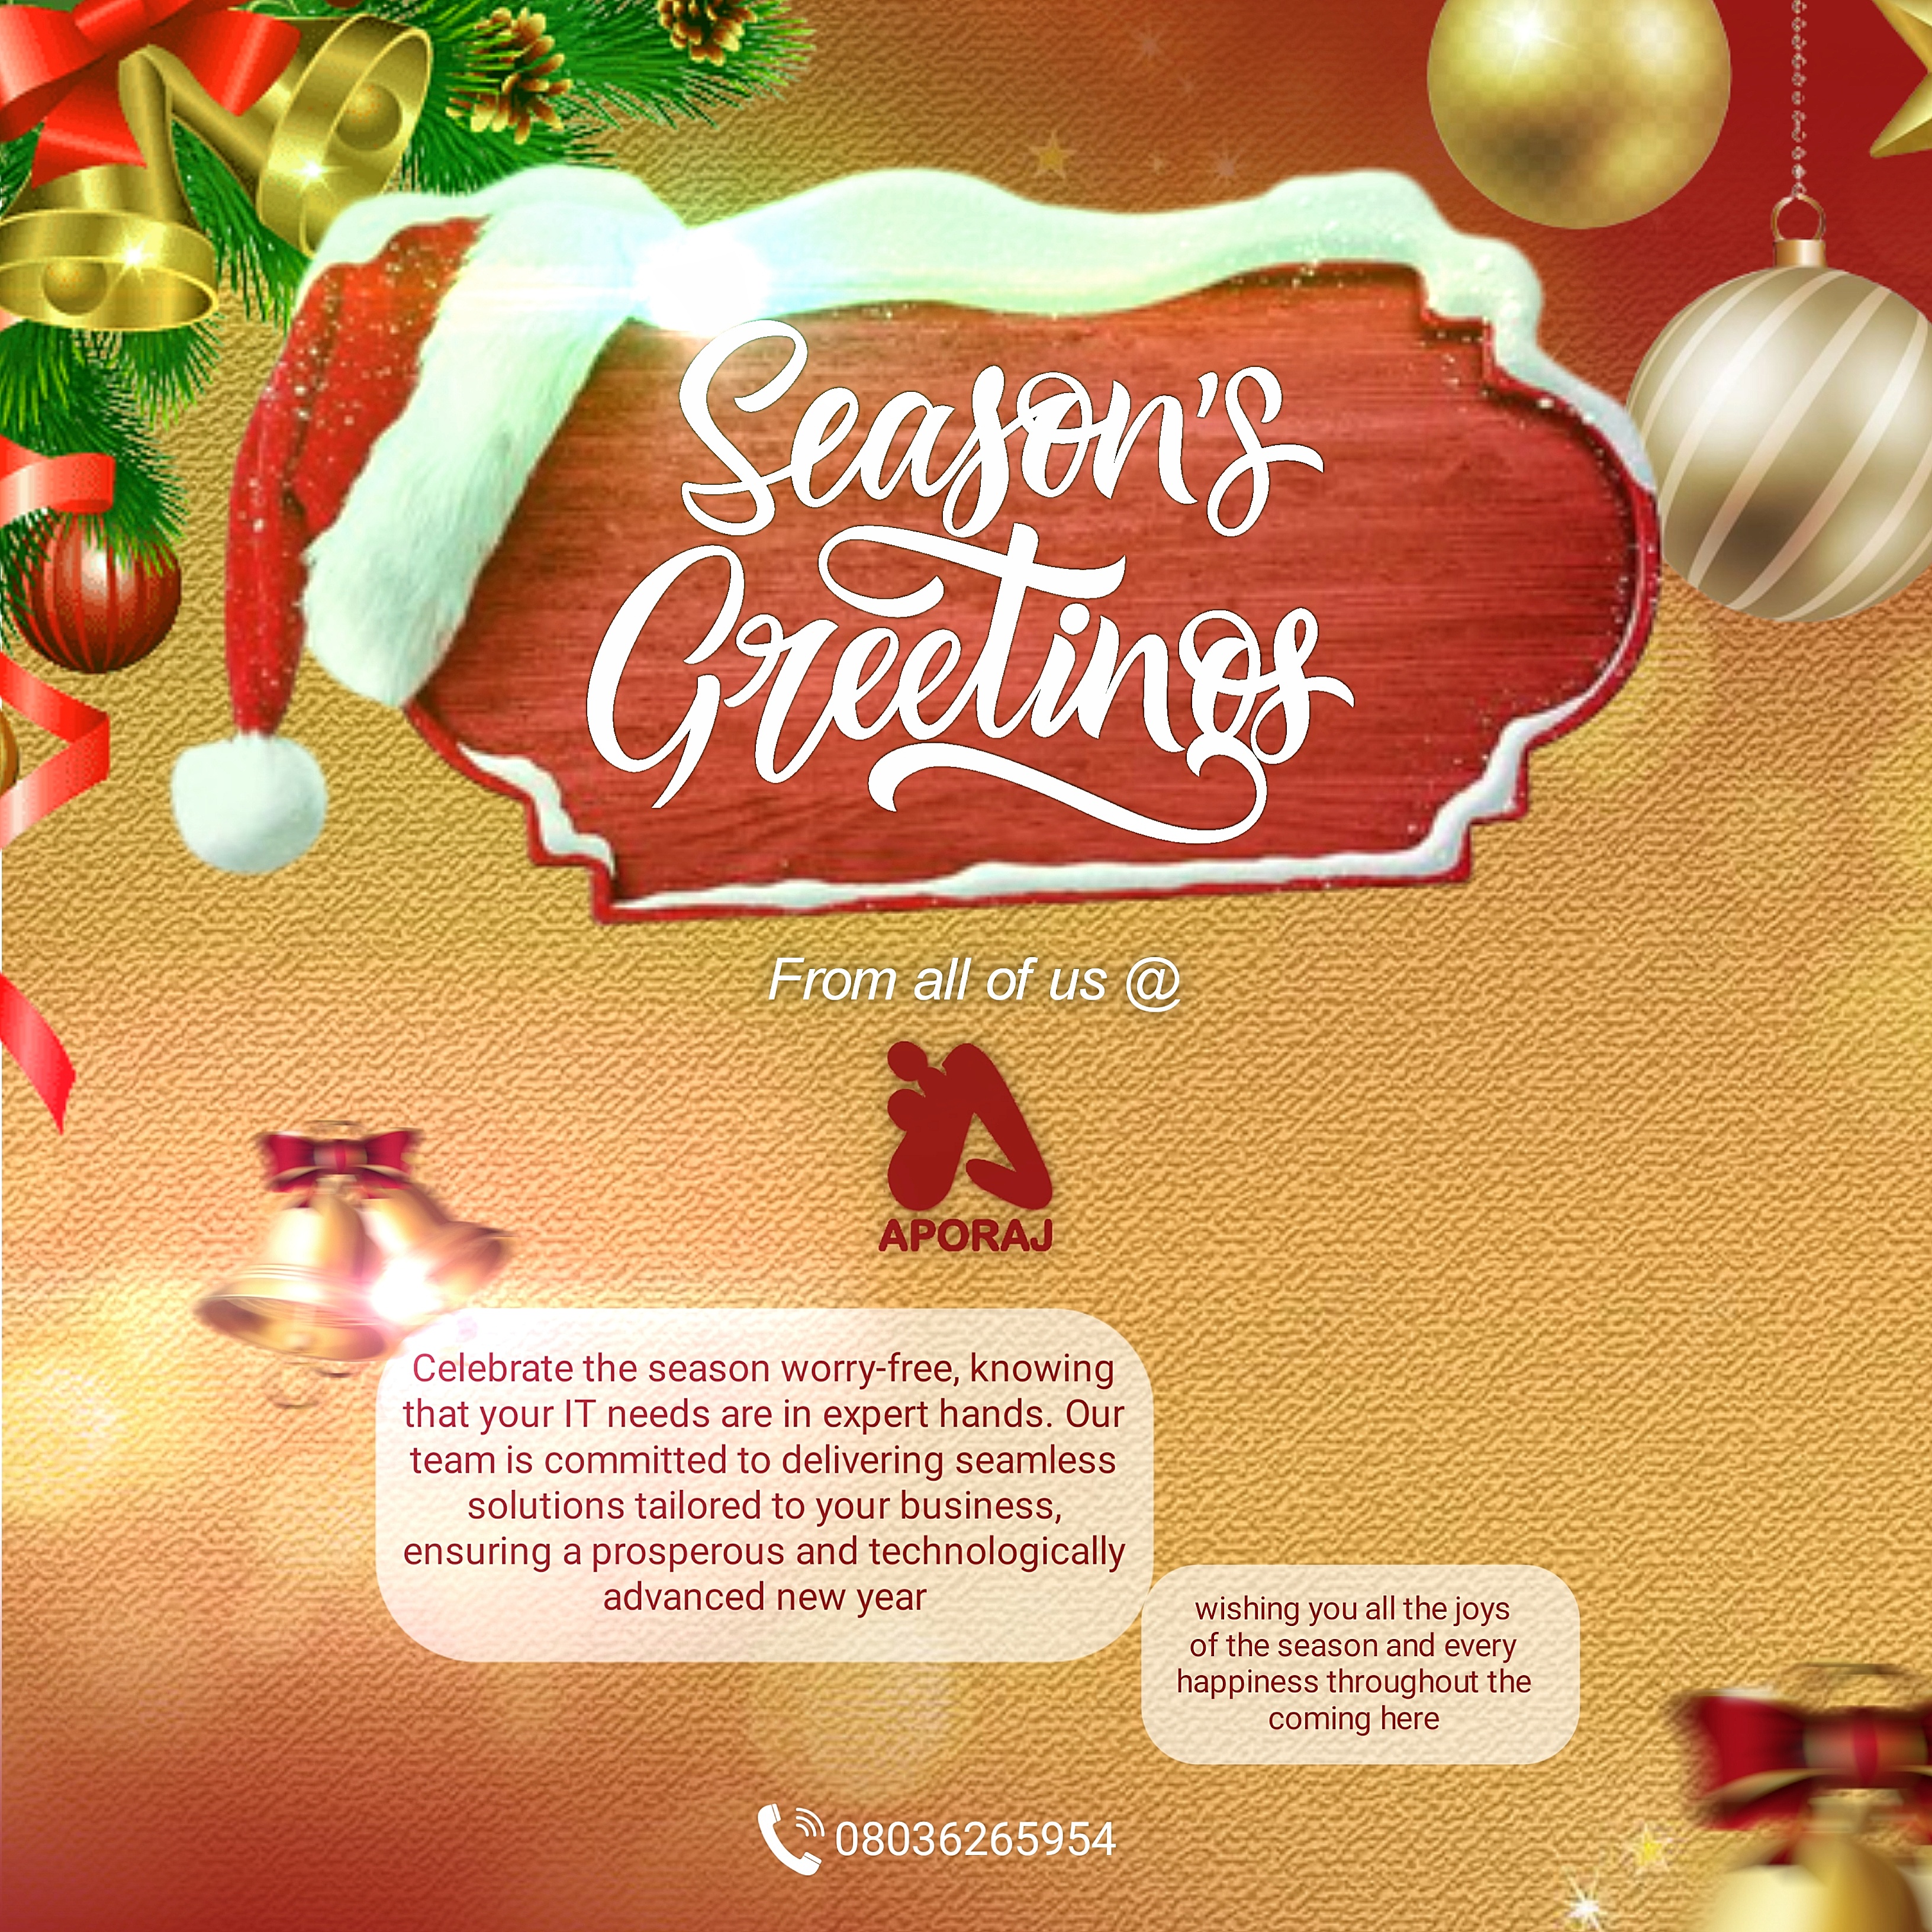 Season's
Greetings
From all of us @
APORAJ
Celebrate the season worry-free, knowing
that your IT needs are in expert hands. Our
team is committed to delivering seamless
solutions tailored to your business,
ensuring a prosperous and technologically
advanced new year
wishing you all the joys
of the season and every
happiness throughout the
coming here
08036265954